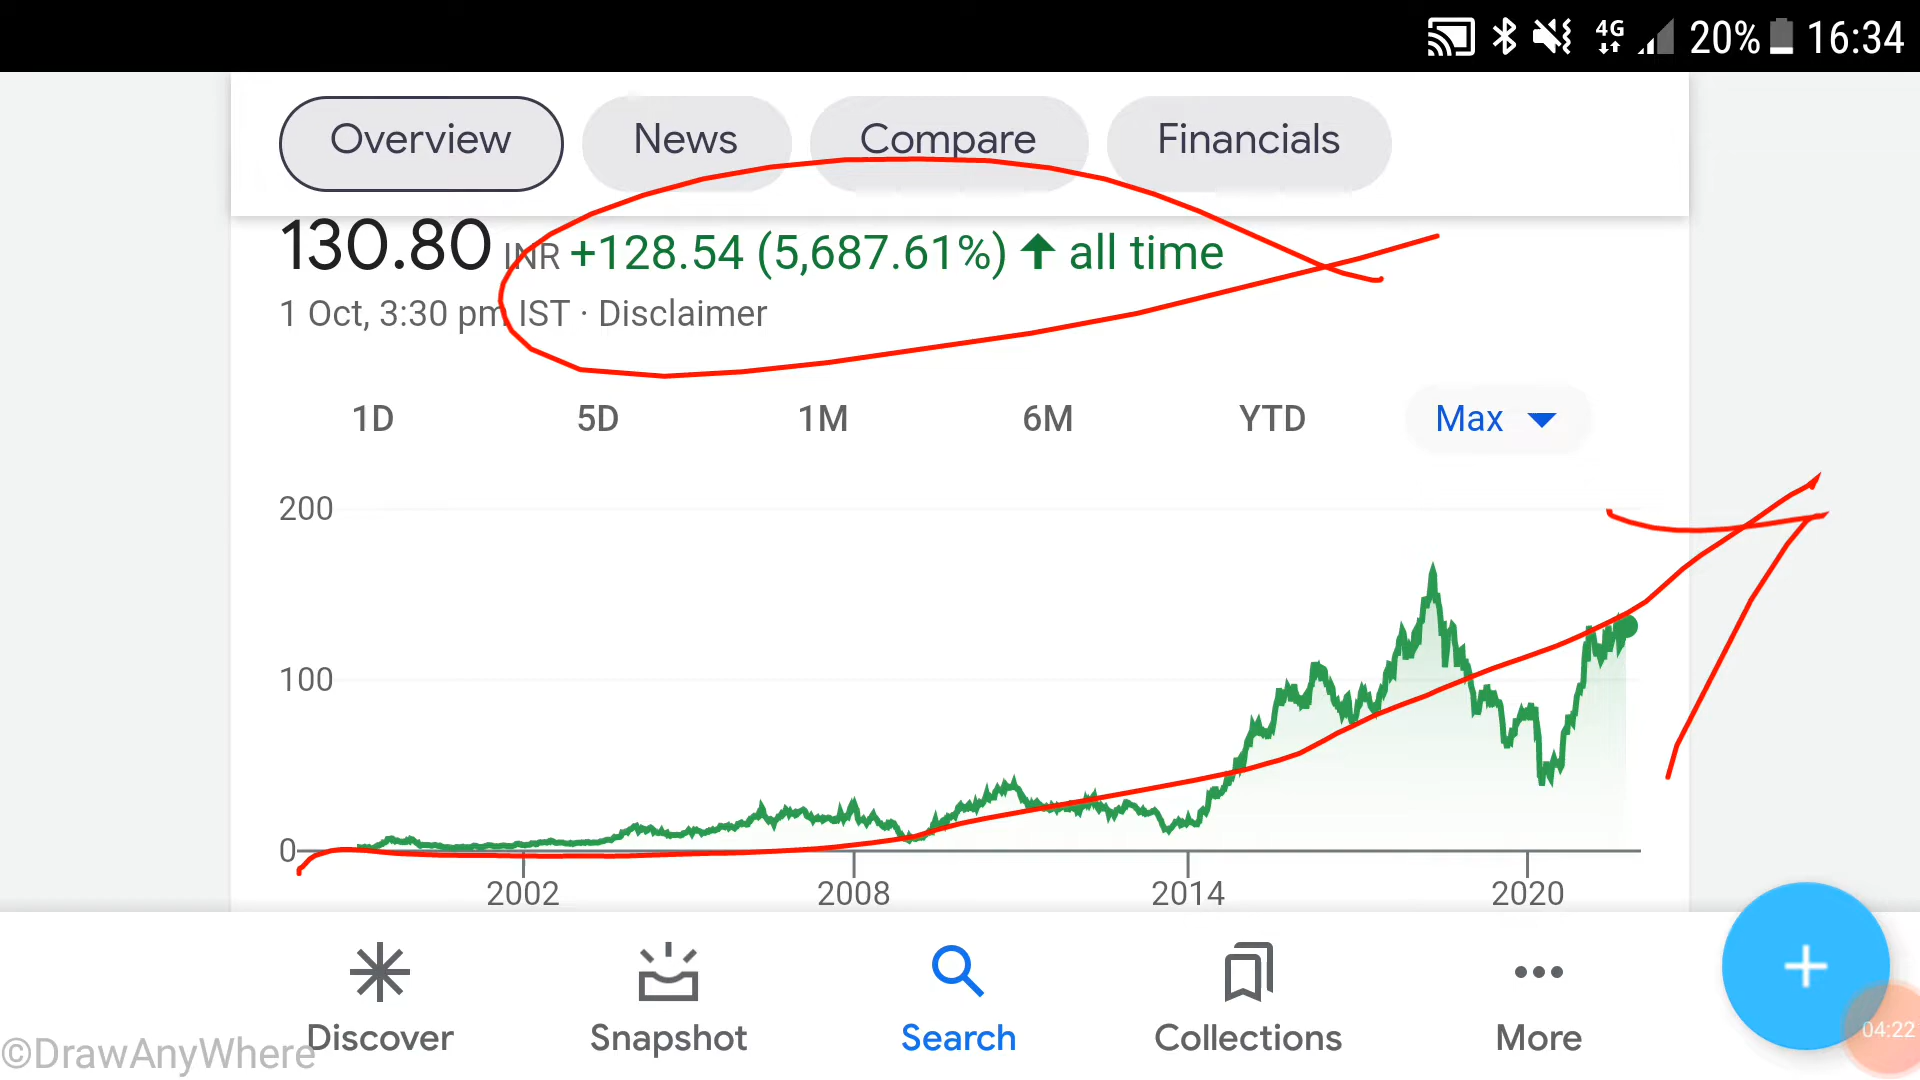 4G 20% 16:34
Overview News Compare Financials
130.80 INR +128.54 (5,687.61%) all time
1 Oct, 3:30 pm IST · Disclaimer
1D 5D 1M 6M YTD Max
200
100
0
2002 2008 2014 2020
Discover Snapshot Search Collections More
04:22
©DrawAnyWhere